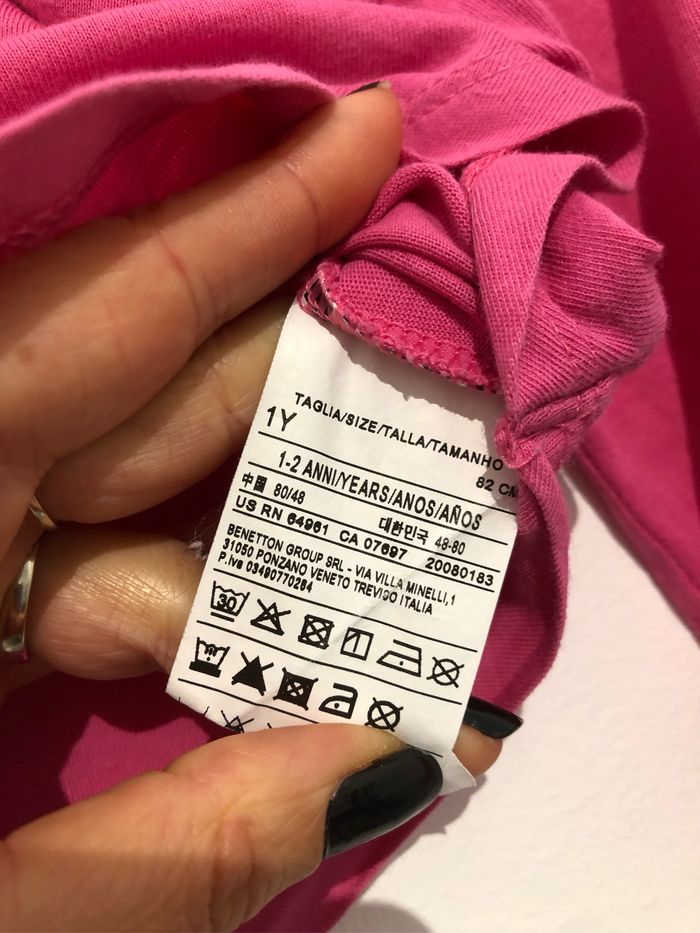 TAGLIA/SIZE/TALLA/TAMANHO
1Y 82 CM
1-2 ANNI/YEARS/ANOS/AÑOS
中国 80/48 대한민국 48-80
US RN 64961 CA 07697 20080183
BENETTON GROUP SRL - VIA VILLA MINELLI,1
31050 PONZANO VENETO TREVISO ITALIA
P.Iva 03490770264
30